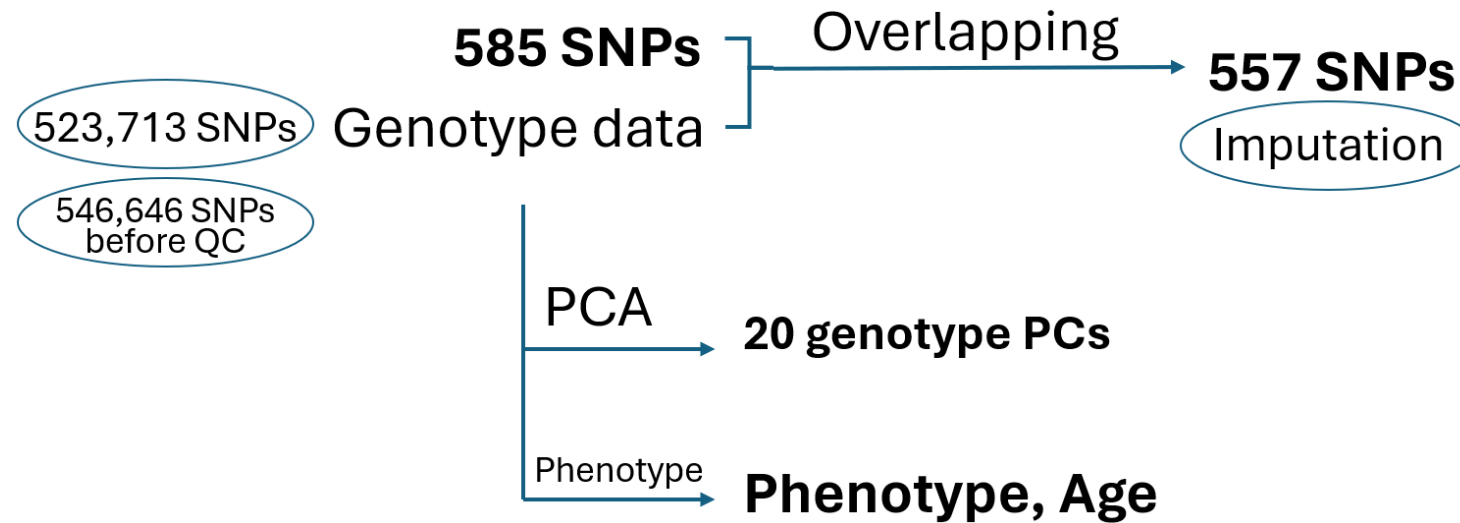 585 SNPs
Overlapping
557 SNPs
523,713 SNPs
Genotype data
Imputation
546,646 SNPs
before QC
PCA
20 genotype PCs
Phenotype
Phenotype, Age